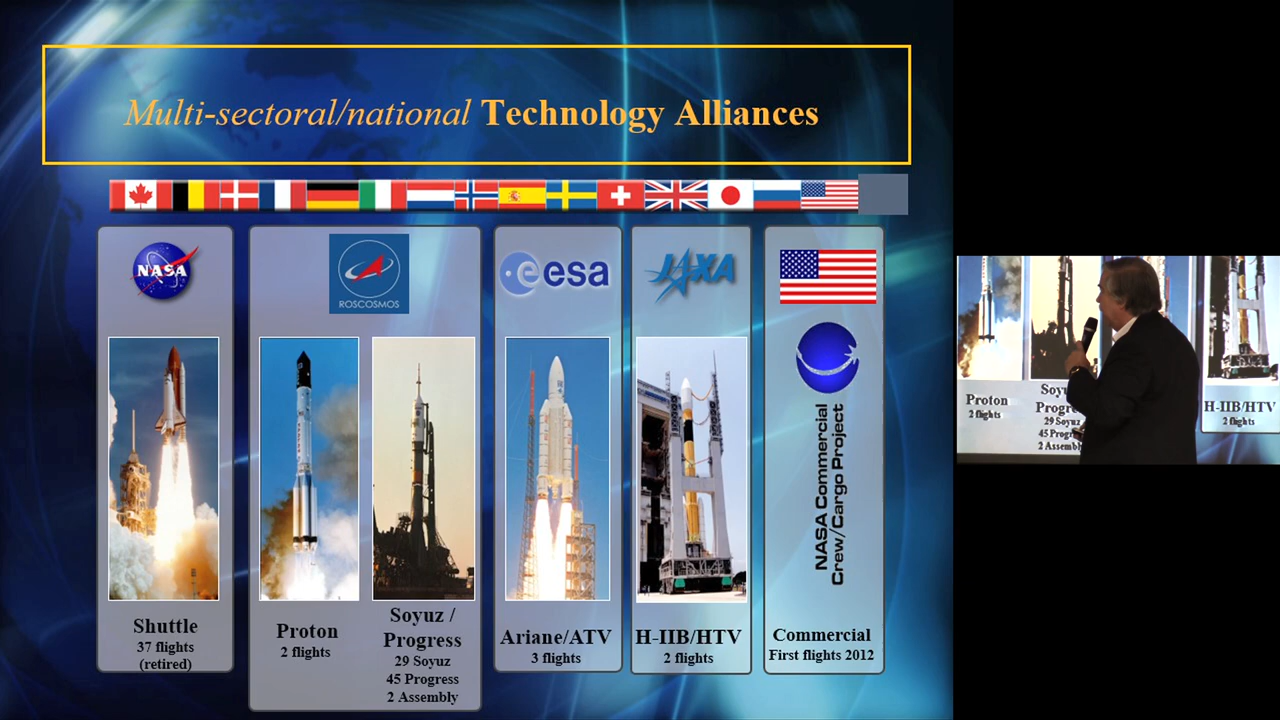 Multi-sectoral/national Technology Alliances
NASA
ROSCOSMOS
esa
JAXA
NASA Commercial
Crew/Cargo Project
Shuttle
37 flights
(retired)
Proton
2 flights
Soyuz /
Progress
29 Soyuz
45 Progress
2 Assembly
Ariane/ATV
3 flights
H-IIB/HTV
2 flights
Commercial
First flights 2012
Proton
2 flights
29 Soyuz
H-IIB/HTV
2 flights